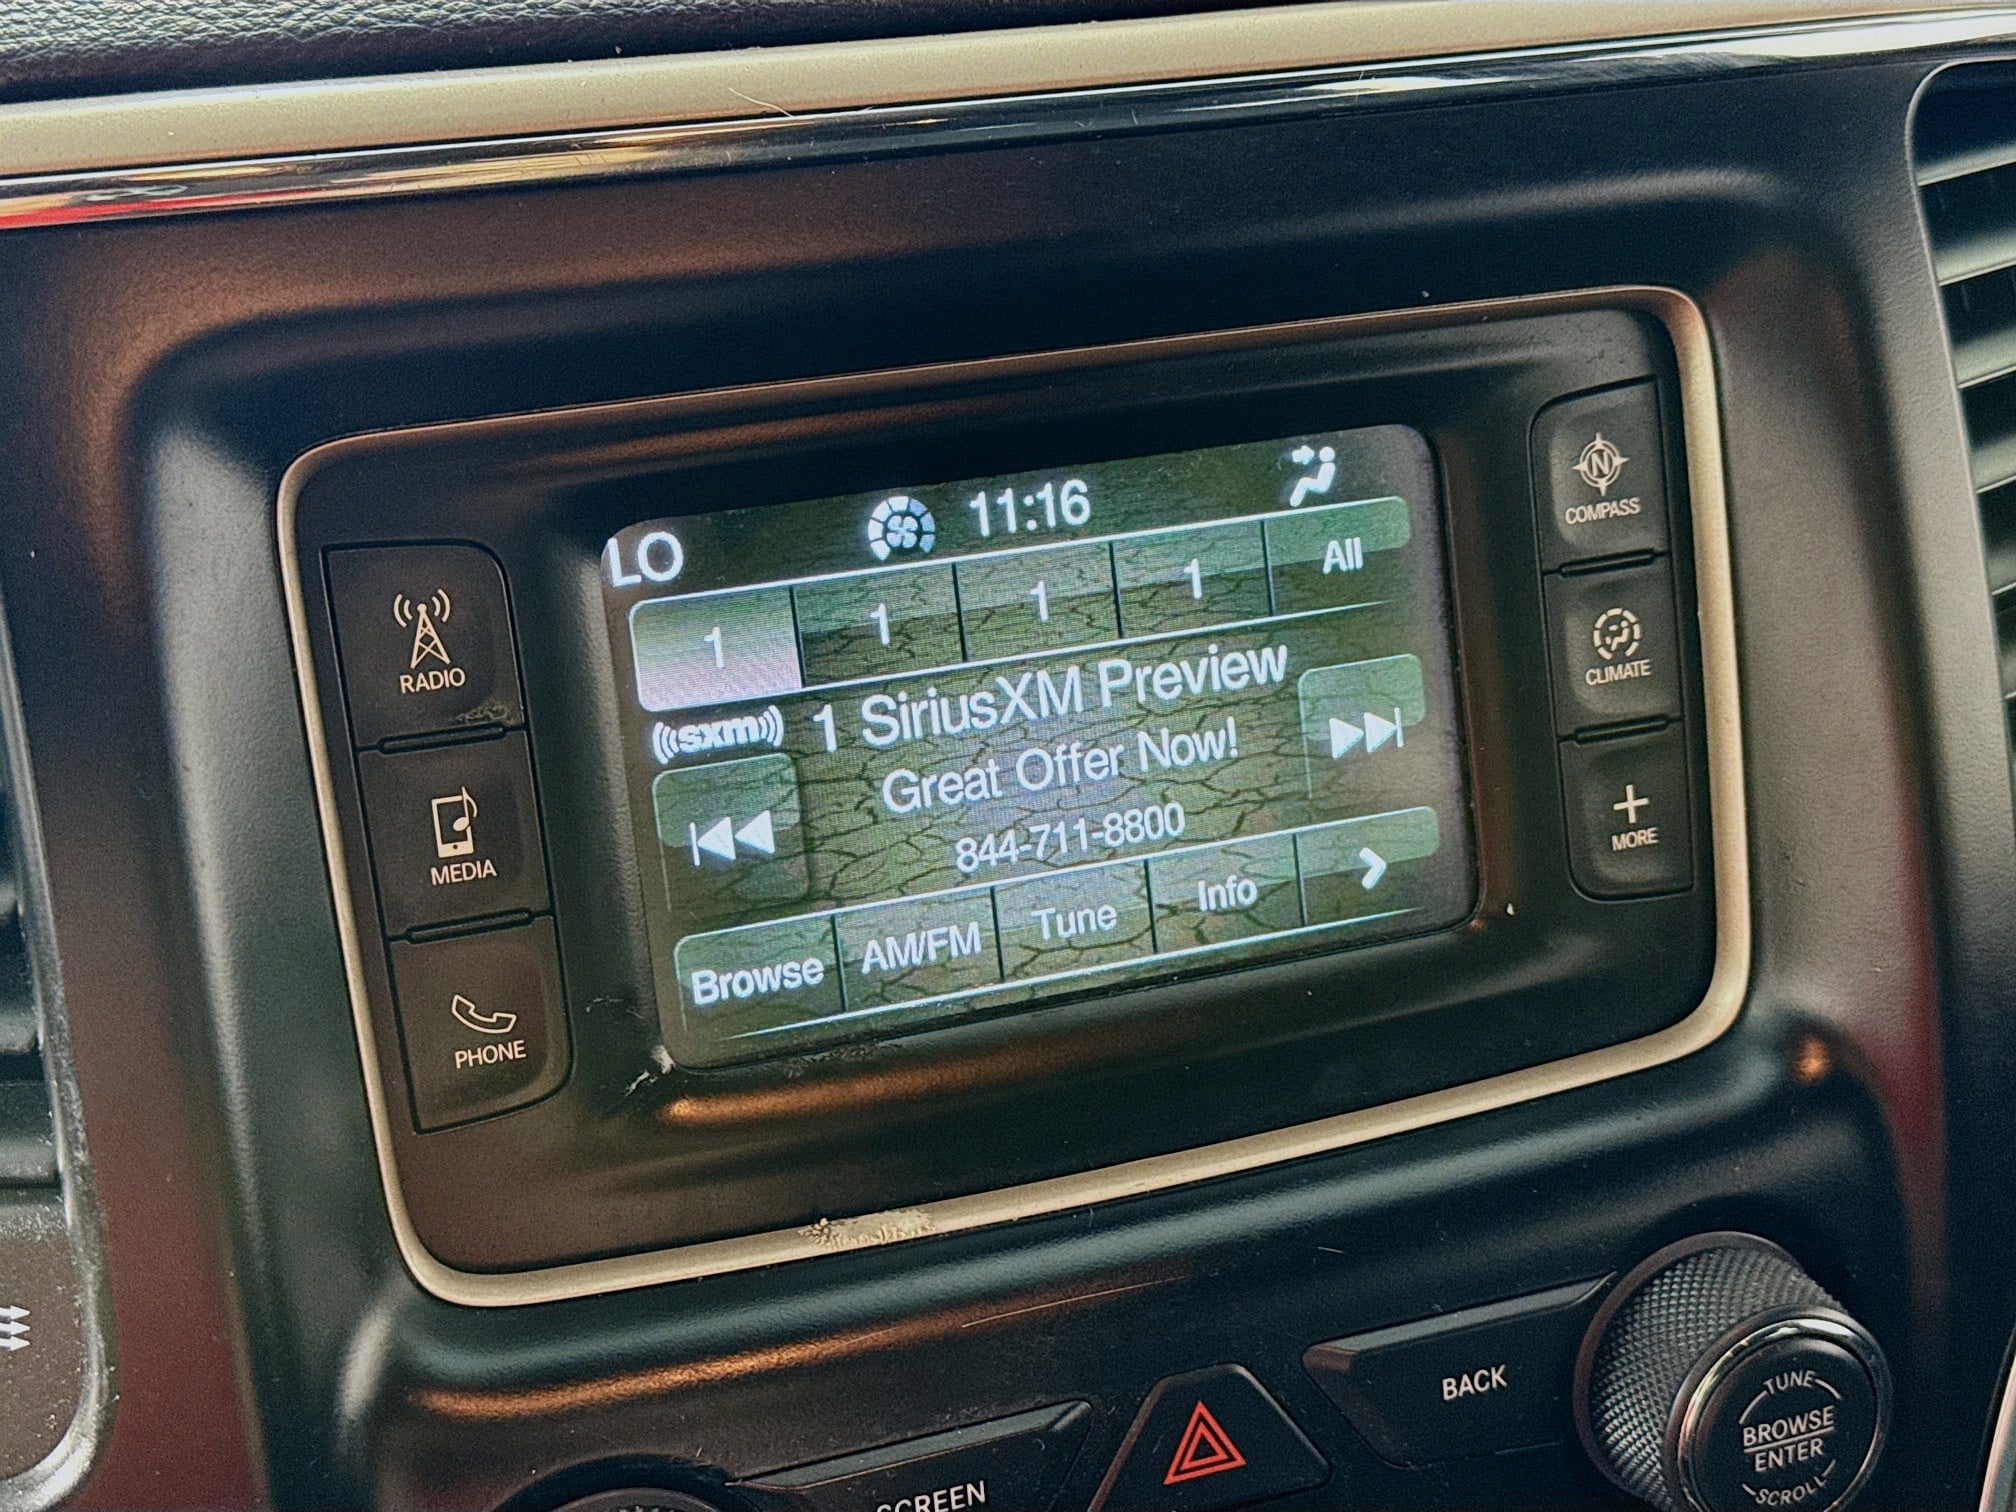 LO 11:16
1 1 1 1 All
((sxm)) 1 SiriusXM Preview
Great Offer Now!
844-711-8800
Browse AM/FM Tune Info
RADIO
MEDIA
PHONE
N
COMPASS
CLIMATE
MORE
SCREEN
BACK
TUNE
BROWSE
ENTER
SCROLL